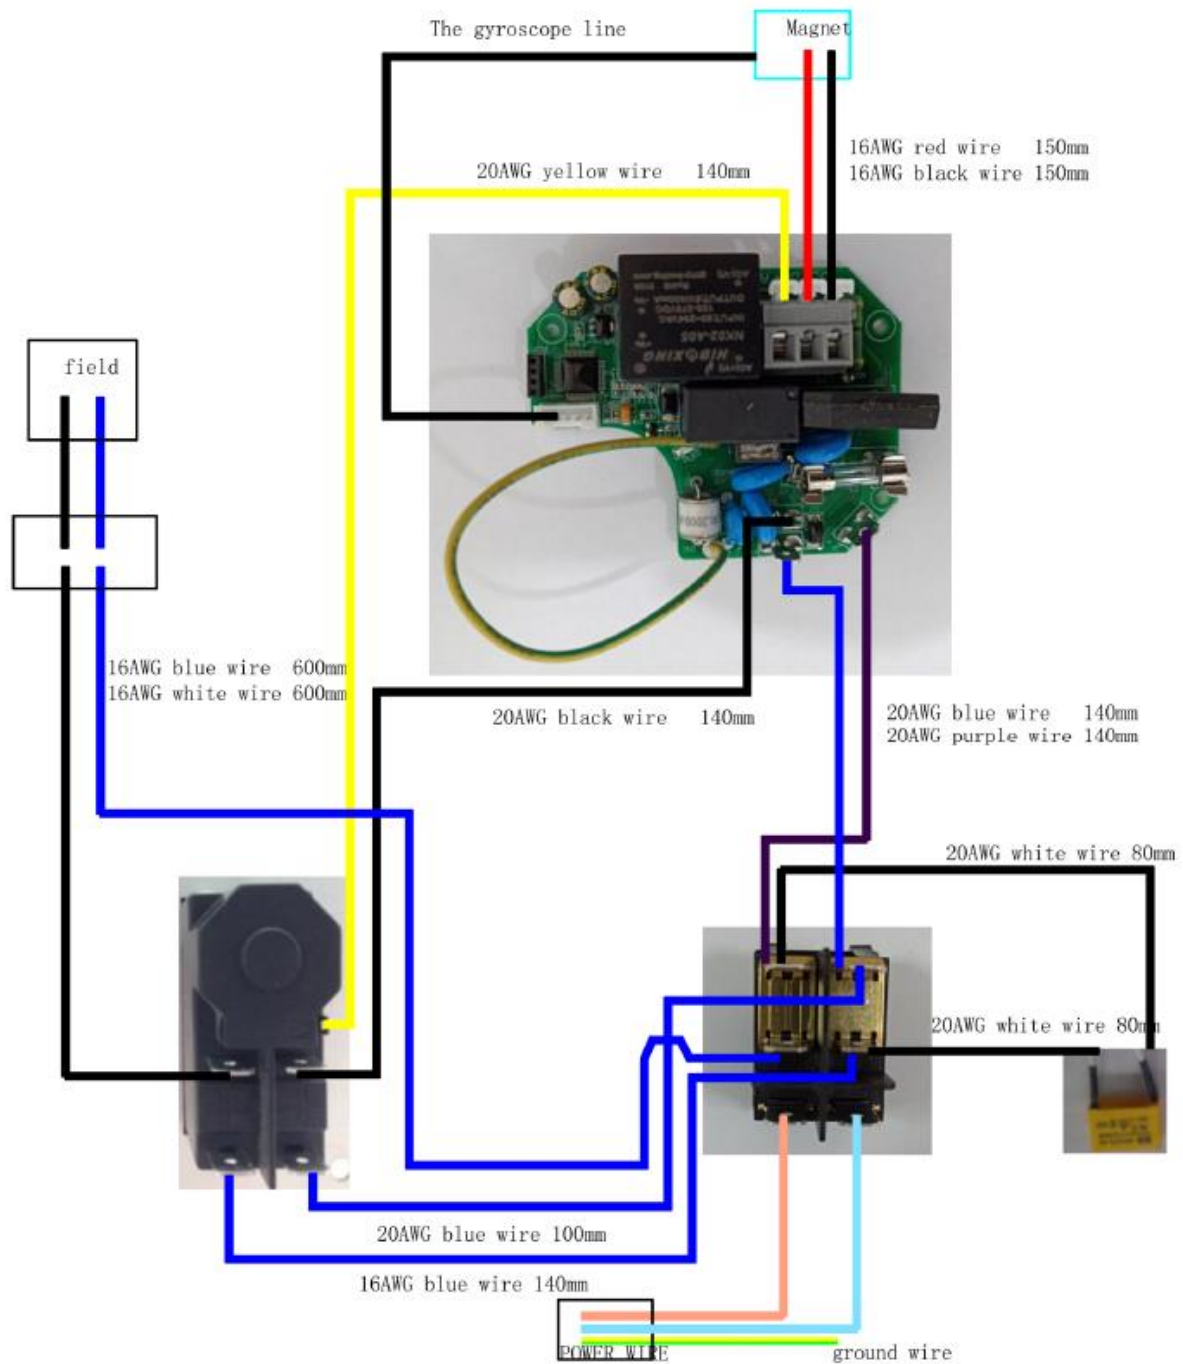 The gyroscope line
Magnet
16AWG red wire 150mm
16AWG black wire 150mm
20AWG yellow wire 140mm
field
16AWG blue wire 600mm
16AWG white wire 600mm
20AWG black wire 140mm
20AWG blue wire 140mm
20AWG purple wire 140mm
20AWG white wire 80mm
20AWG white wire 80mm
20AWG blue wire 100mm
16AWG blue wire 140mm
POWER WIRE
ground wire